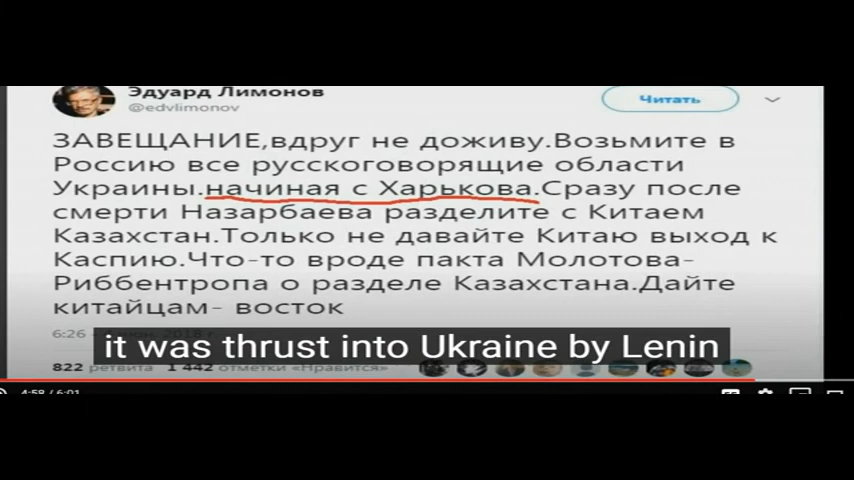 Эдуард Лимонов
@edvlimonov
Читать
ЗАВЕЩАНИЕ,вдруг не доживу.Возьмите в
Россию все русскоговорящие области
Украины.начиная с Харькова.Сразу после
смерти Назарбаева разделите с Китаем
Казахстан.Только не давайте Китаю выход к
Каспию.Что-то вроде пакта Молотова-
Риббентропа о разделе Казахстана.Дайте
китайцам- восток
6:26
it was thrust into Ukraine by Lenin
822 ретвита 1 442 отметки «Нравится»
4:58 / 6:01